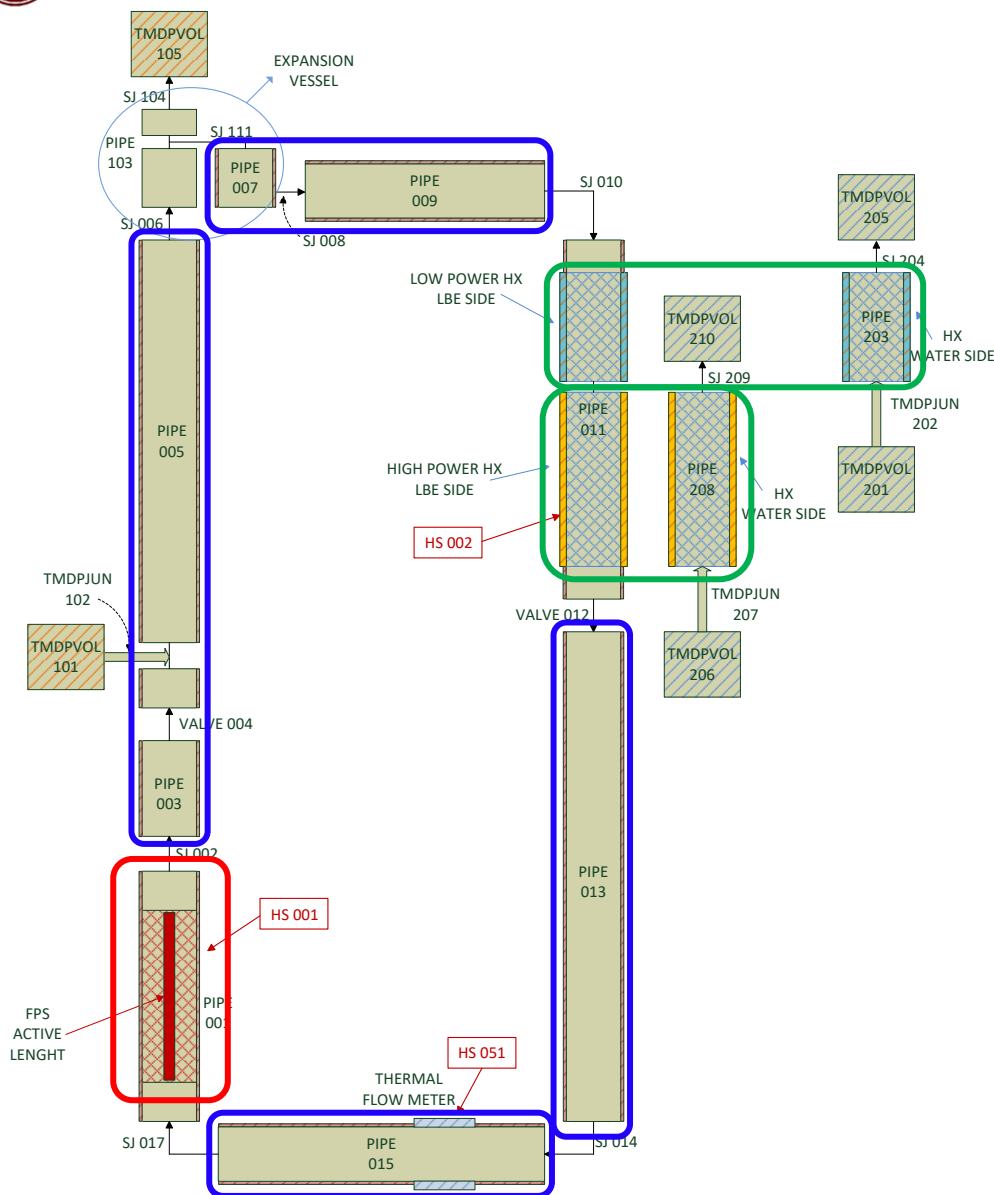 TMDPVOL
105
EXPANSION
VESSEL
SJ 104
SJ 111
PIPE
103
PIPE
007
PIPE
009
SJ 010
SJ 006
SJ 008
TMDPVOL
205
SJ 204
LOW POWER HX
LBE SIDE
TMDPVOL
210
PIPE
203
HX
WATER SIDE
SJ 209
PIPE
011
TMDPJUN
202
PIPE
005
HIGH POWER HX
LBE SIDE
PIPE
208
TMDPVOL
201
HX
WATER SIDE
HS 002
TMDPJUN
102
TMDPJUN
207
VALVE 012
TMDPVOL
101
TMDPVOL
206
VALVE 004
PIPE
003
SJ 002
PIPE
013
HS 001
PIPE
001
FPS
ACTIVE
LENGHT
HS 051
THERMAL
FLOW METER
SJ 017
PIPE
015
SJ 014